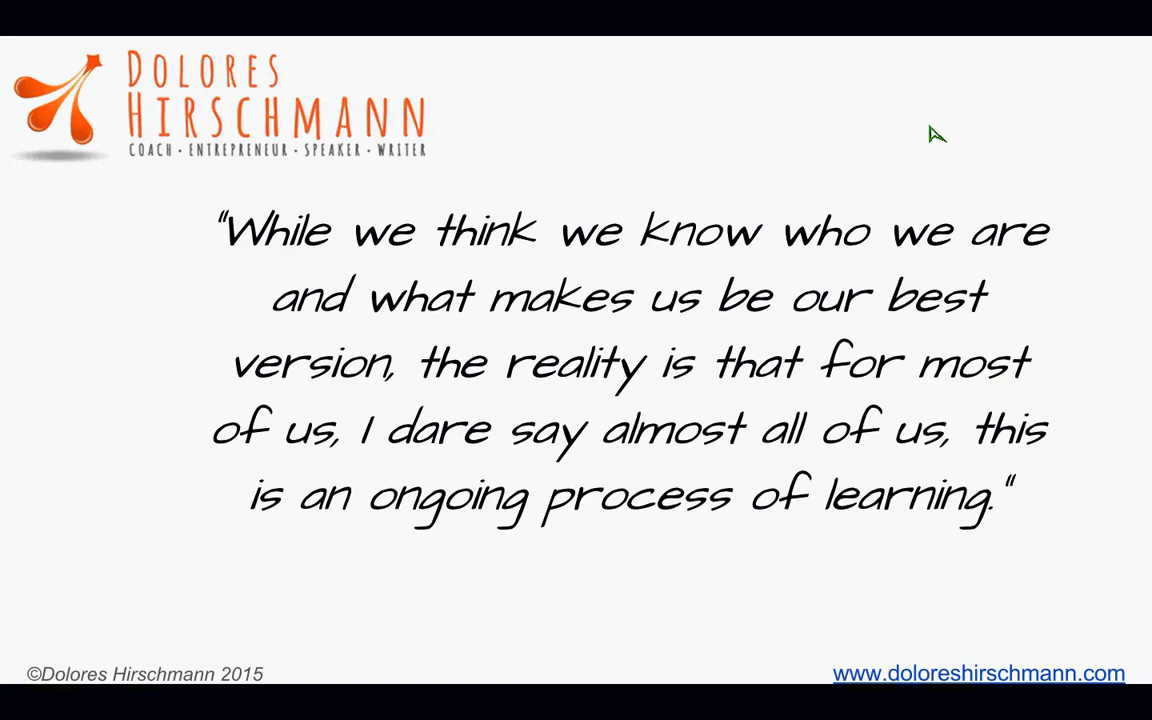 DOLORES
HIRSCHMANN
COACH • ENTREPRENEUR • SPEAKER • WRITER
"While we think we know who we are
and what makes us be our best
version, the reality is that for most
of us, I dare say almost all of us, this
is an ongoing process of learning."
©Dolores Hirschmann 2015
www.doloreshirschmann.com